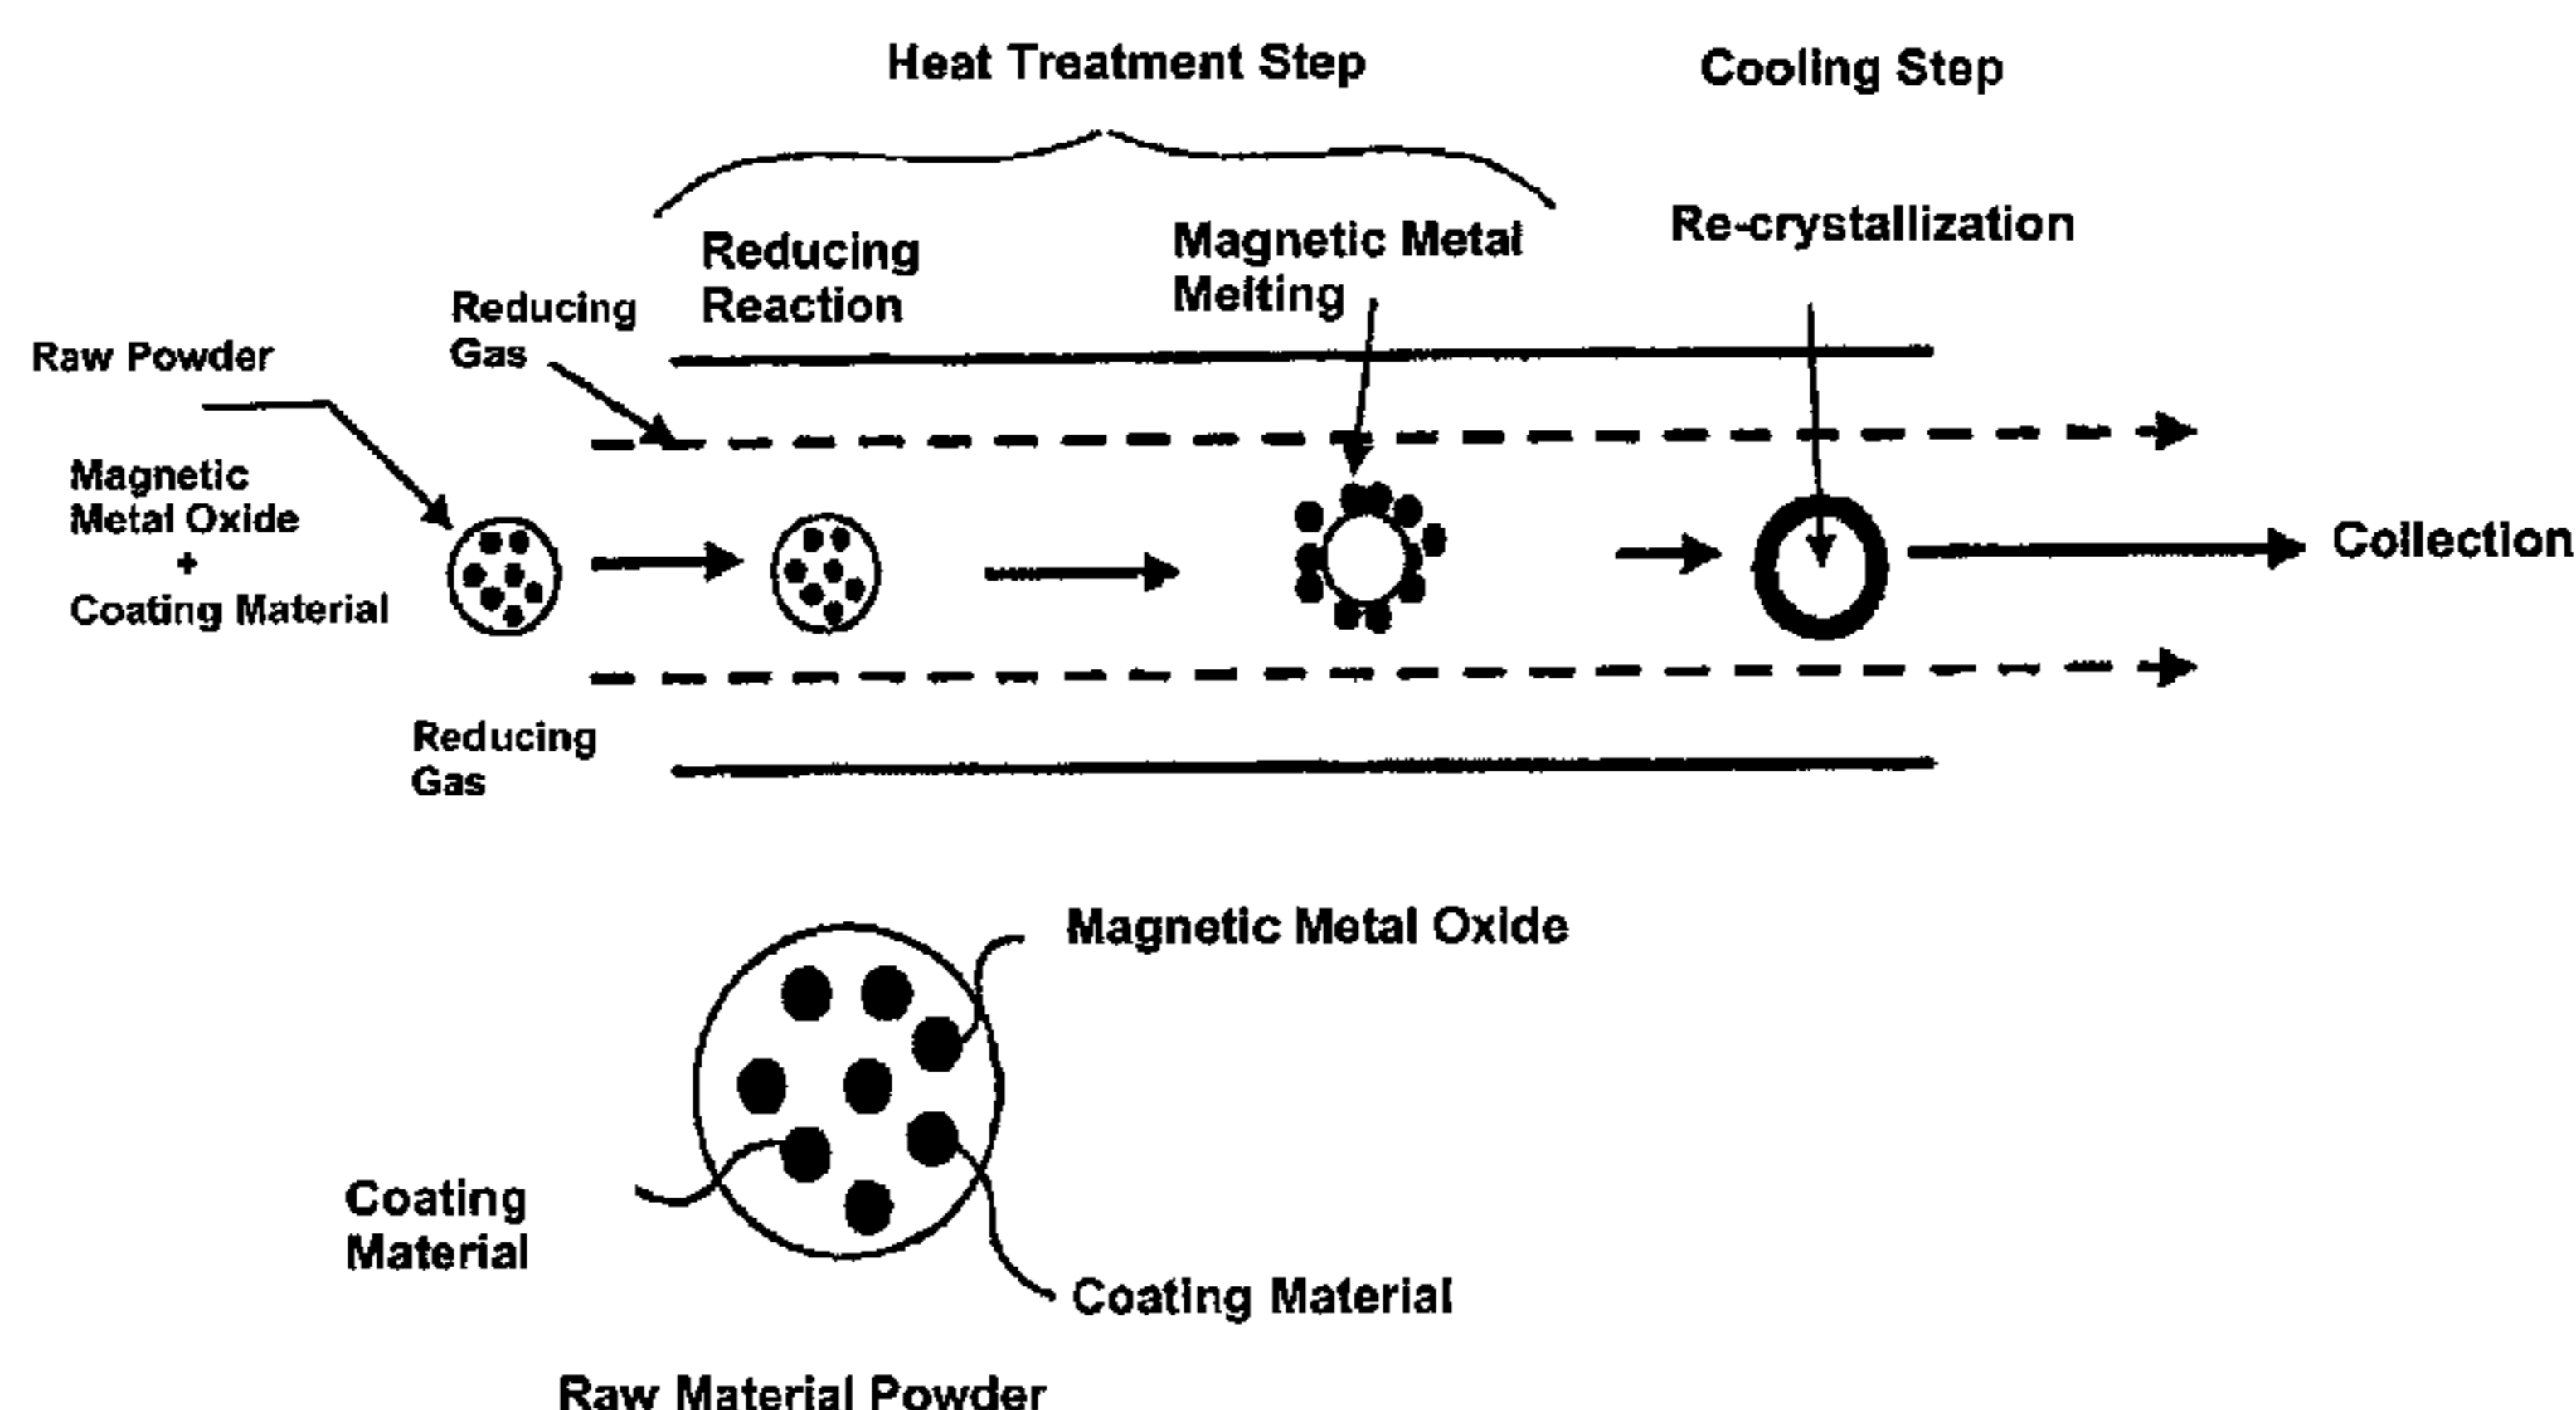 Heat Treatment Step
Cooling Step
Reducing
Reaction
Magnetic Metal
Melting
Re-crystallization
Reducing
Gas
Raw Powder
Magnetic
Metal Oxide
+
Coating Material
Collection
Reducing
Gas
Magnetic Metal Oxide
Coating
Material
Coating Material
Raw Material Powder